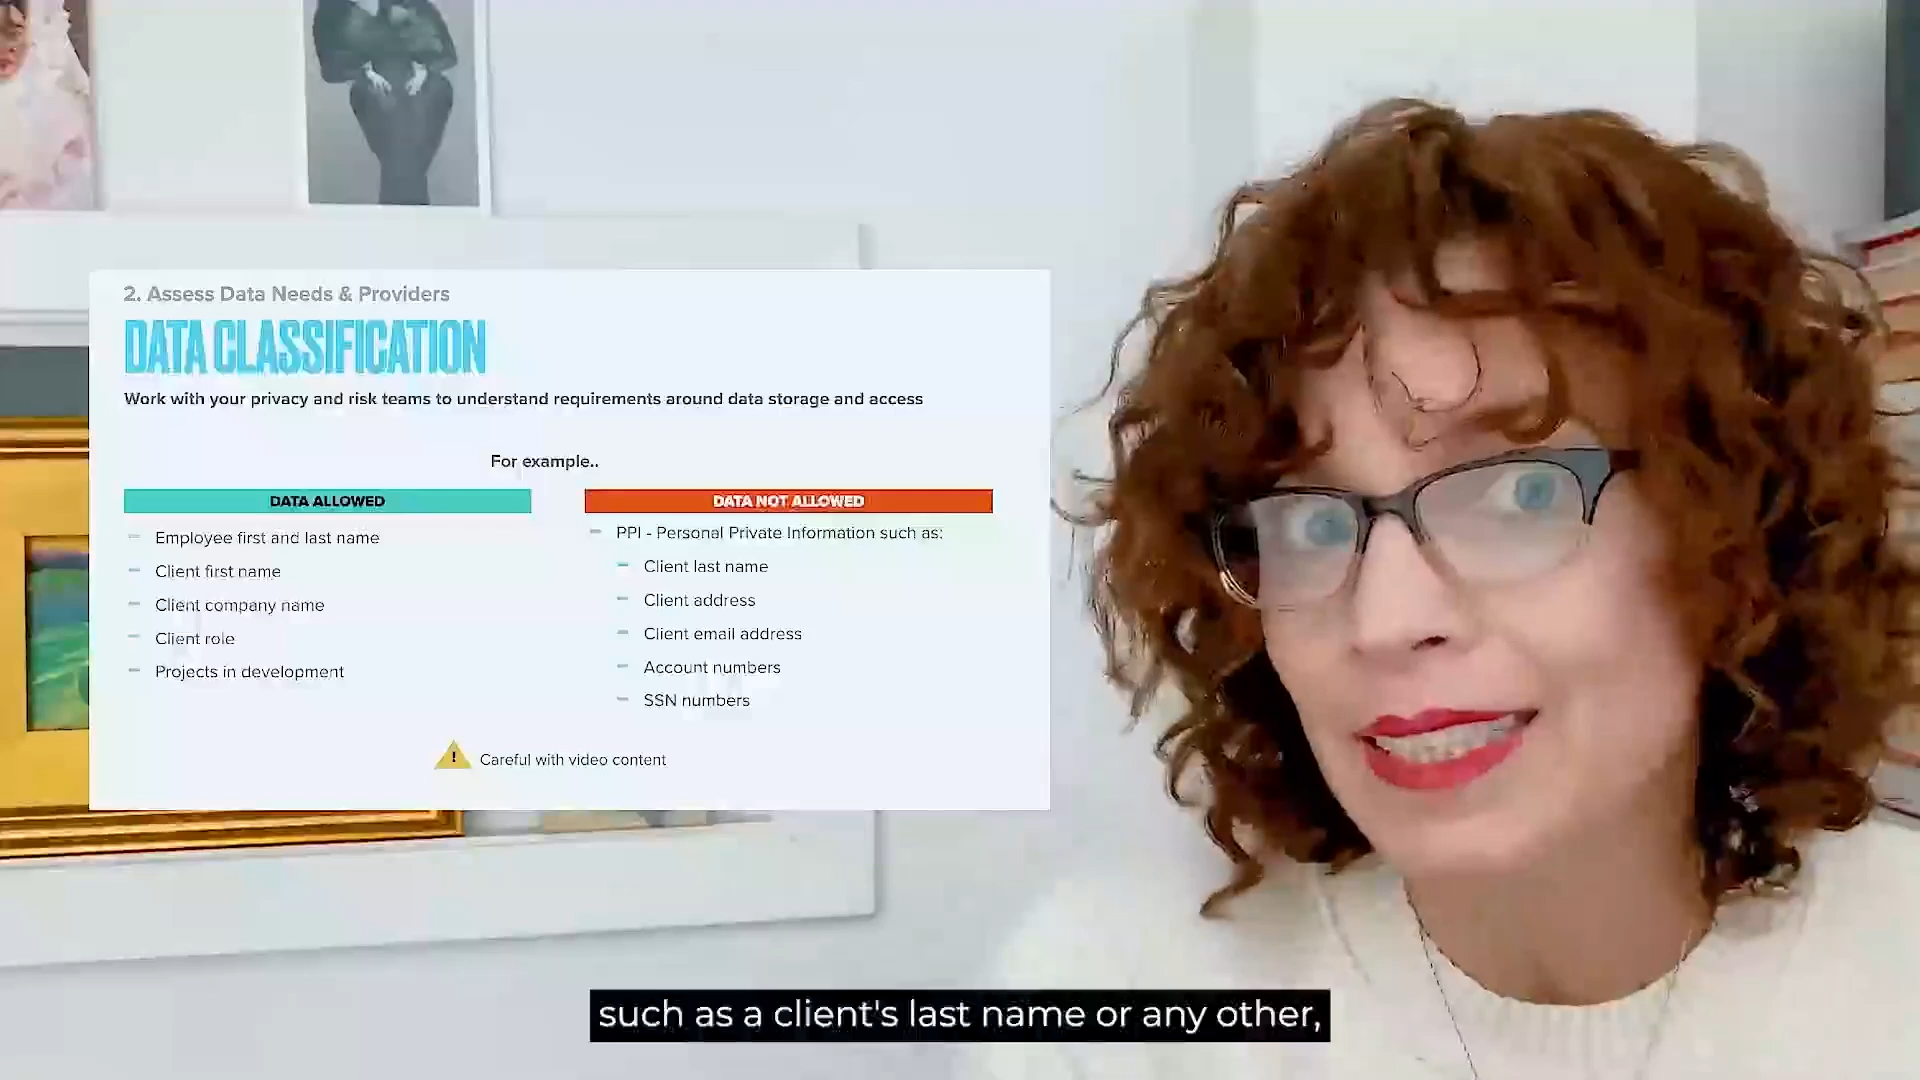 2. Assess Data Needs & Providers
DATA CLASSIFICATION
Work with your privacy and risk teams to understand requirements around data storage and access
For example..
DATA ALLOWED
Employee first and last name
Client first name
Client company name
Client role
Projects in development
DATA NOT ALLOWED
PPI - Personal Private Information such as:
Client last name
Client address
Client email address
Account numbers
SSN numbers
! Careful with video content
such as a client's last name or any other,